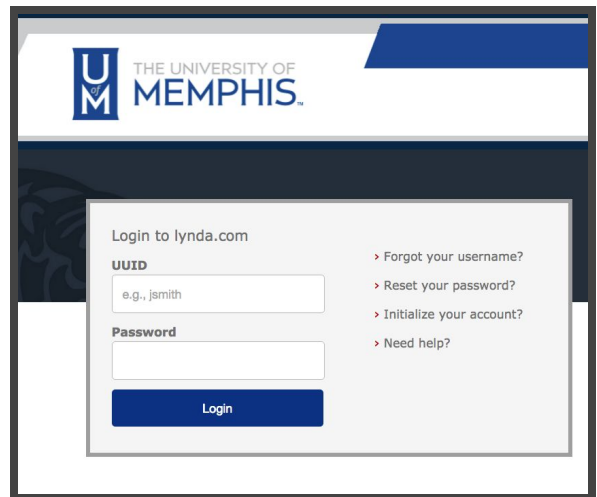 U
of
M
THE UNIVERSITY OF
MEMPHIS™
Login to lynda.com
UUID
e.g., jsmith
Password
Login
› Forgot your username?
› Reset your password?
› Initialize your account?
› Need help?